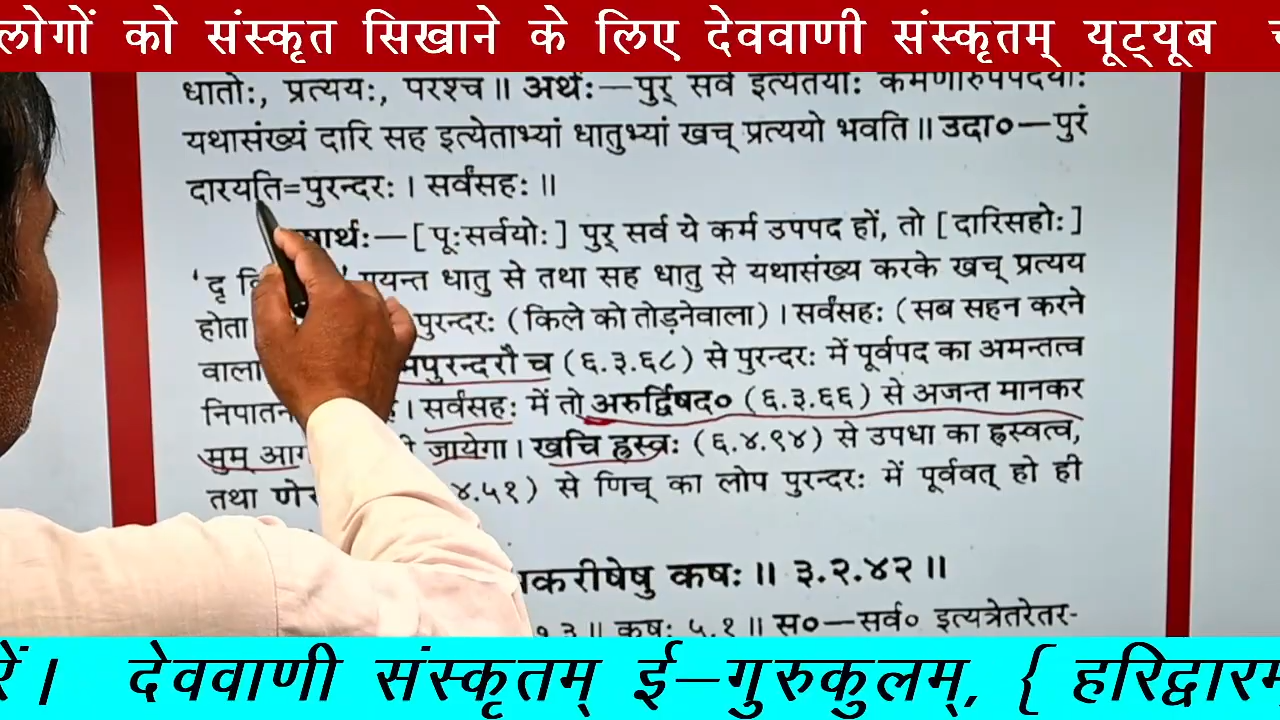 लोगों को संस्कृत सिखाने के लिए देववाणी संस्कृतम् यूट्यूब
धातोः, प्रत्ययः, परश्च॥ अर्थः—पुर् सर्व इत्येतयोः कर्मणोरुपपदयोः
यथासंख्यं दारि सह इत्येताभ्यां धातुभ्यां खच् प्रत्ययो भवति॥ उदा०—पुरं
दारयति=पुरन्दरः। सर्वंसहः॥
षार्थः—[पूःसर्वयोः] पुर् सर्व ये कर्म उपपद हों, तो [दारिसहोः]
'दृ ण्यन्त धातु से तथा सह धातु से यथासंख्य करके खच् प्रत्यय
होता पुरन्दरः (किले को तोड़नेवाला)। सर्वंसहः (सब सहन करने
वाला मपुरन्दरौ च (६.३.६८) से पुरन्दरः में पूर्वपद का अमन्तत्व
निपातन । सर्वंसहः में तो अरुर्द्विषद० (६.३.६६) से अजन्त मानकर
मुम् आग जायेगा। खचि ह्रस्वः (६.४.९४) से उपधा का ह्रस्वत्व,
तथा णेर ४.५१) से णिच् का लोप पुरन्दरः में पूर्ववत् हो ही
करीषेषु कषः॥ ३.२.४२॥
१.३॥ कषः ५.१॥ स०—सर्व० इत्यत्रेतरेतर-
रें। देववाणी संस्कृतम् ई–गुरुकुलम्, { हरिद्वारम